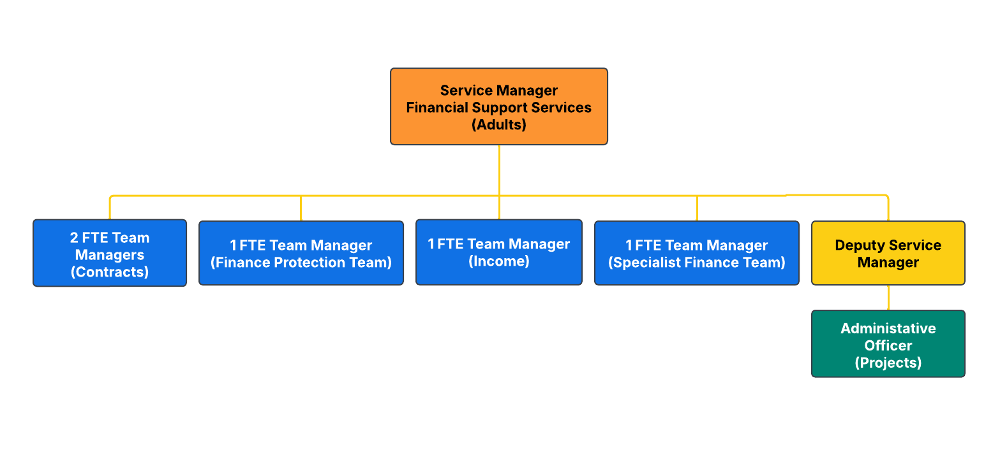 Service Manager
Financial Support Services
(Adults)
2 FTE Team
Managers
(Contracts)
1 FTE Team Manager
(Finance Protection Team)
1 FTE Team Manager
(Income)
1 FTE Team Manager
(Specialist Finance Team)
Deputy Service
Manager
Administative
Officer
(Projects)